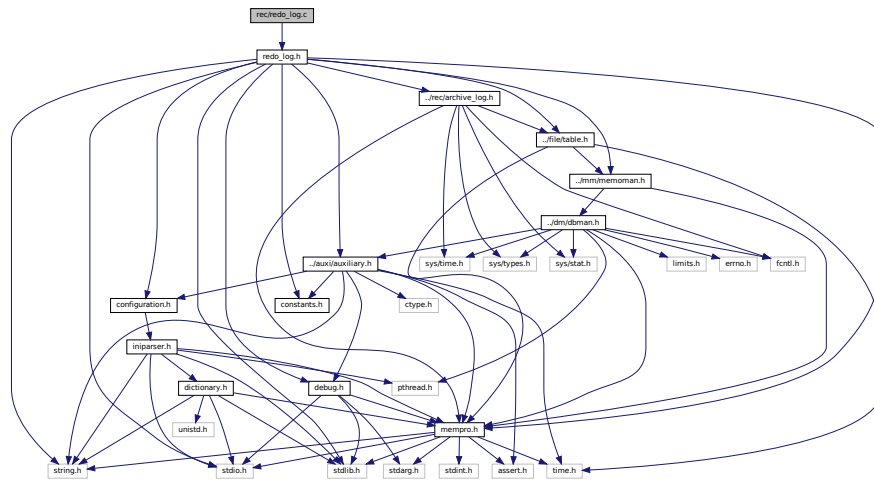 rec/redo_log.c
redo_log.h
../rec/archive_log.h
../file/table.h
../mm/memoman.h
../dm/dbman.h
../auxi/auxiliary.h
sys/time.h
sys/types.h
sys/stat.h
limits.h
errno.h
fcntl.h
configuration.h
constants.h
ctype.h
iniparser.h
dictionary.h
debug.h
pthread.h
unistd.h
mempro.h
string.h
stdio.h
stdlib.h
stdarg.h
stdint.h
assert.h
time.h